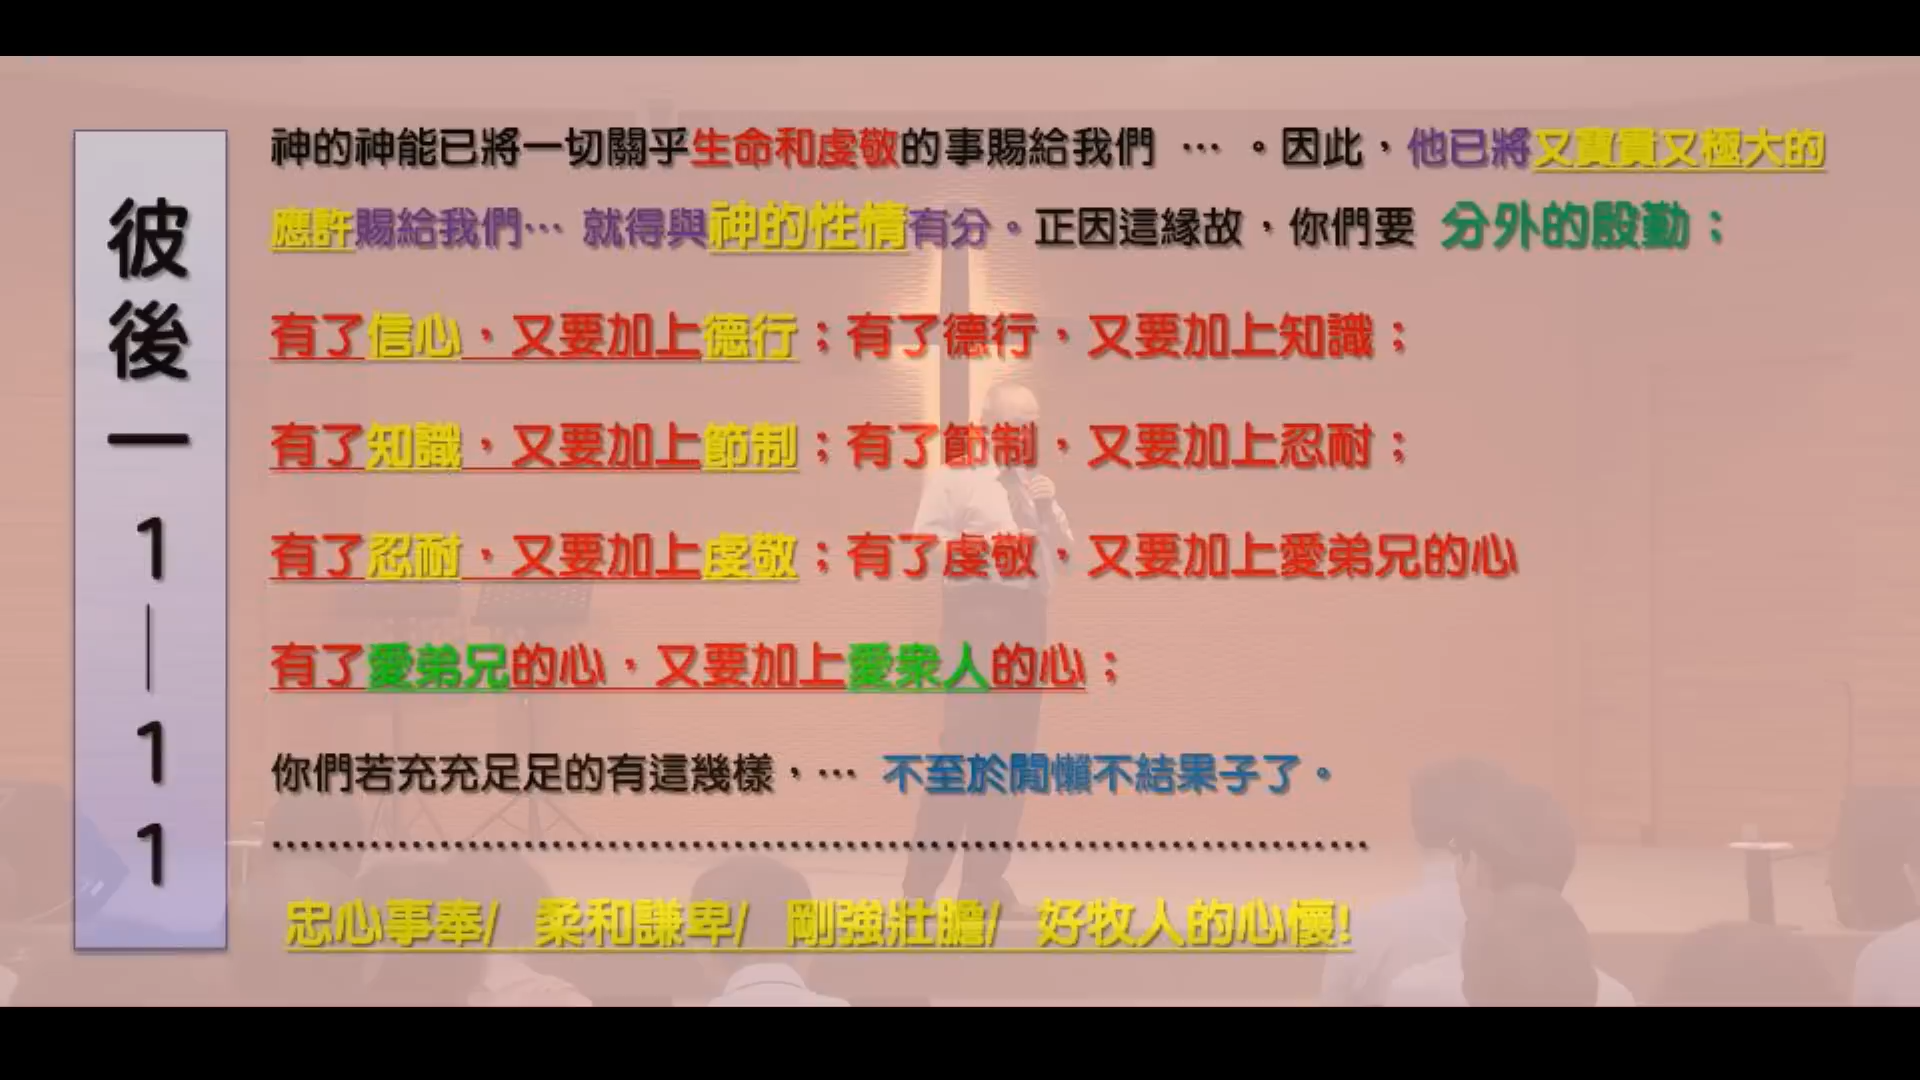 彼後一1—11
神的神能已將一切關乎生命和虔敬的事賜給我們 … 。因此，他已將又寶貴又極大的
應許賜給我們… 就得與神的性情有分。正因這緣故，你們要 分外的殷勤；
有了信心，又要加上德行；有了德行，又要加上知識；
有了知識，又要加上節制；有了節制，又要加上忍耐；
有了忍耐，又要加上虔敬；有了虔敬，又要加上愛弟兄的心
有了愛弟兄的心，又要加上愛衆人的心；
你們若充充足足的有這幾樣，… 不至於閒懶不結果子了。
忠心事奉/ 柔和謙卑/ 剛強壯膽/ 好牧人的心懷!